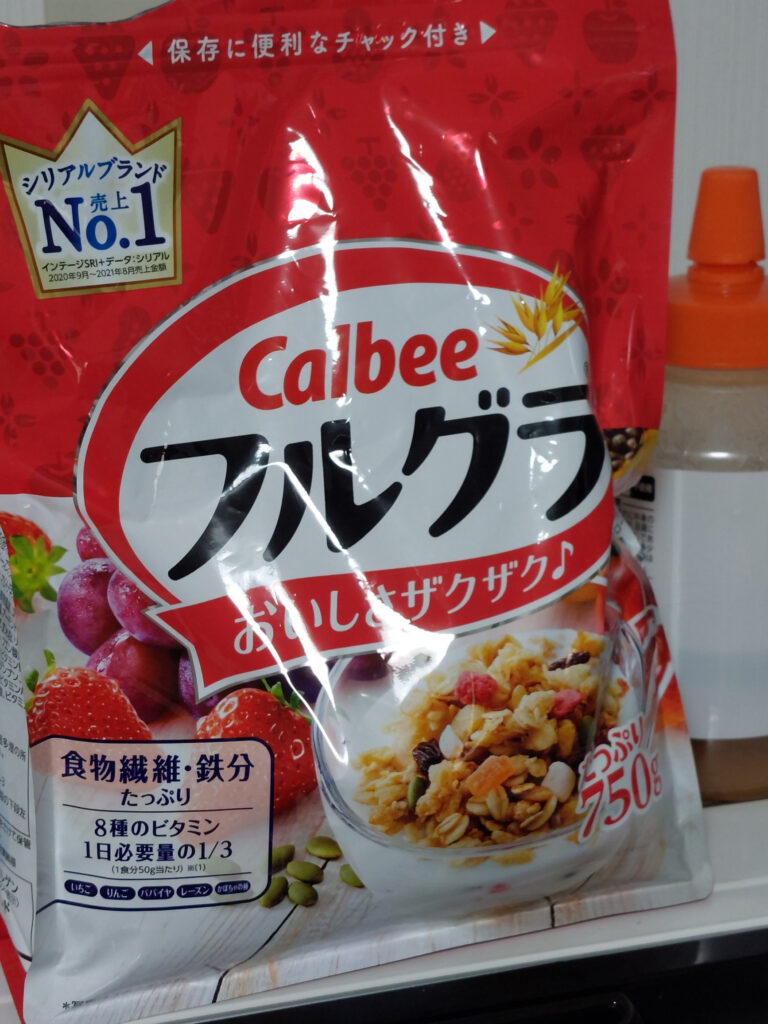 保存に便利なチャック付き
シリアルブランド
売上
No.1
インテージSRI+データ:シリアル
2020年9月〜2021年8月売上金額
Calbee
フルグラ
おいしさザクザク♪
食物繊維・鉄分
たっぷり
8種のビタミン
1日必要量の1/3
(1食分50g当たり)※(1)
いちご りんご パパイヤ レーズン かぼちゃの種
たっぷり
750g